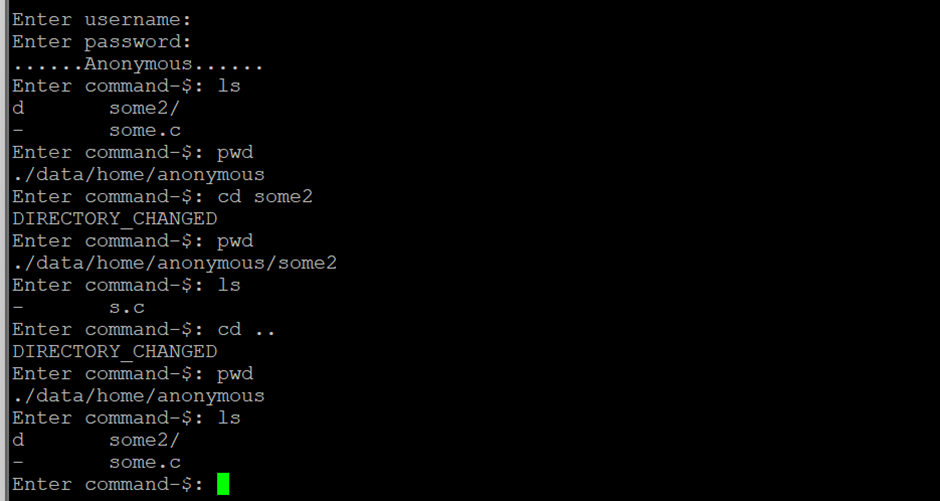 Enter username:
Enter password:
......Anonymous......
Enter command-$: ls
d       some2/
-       some.c
Enter command-$: pwd
./data/home/anonymous
Enter command-$: cd some2
DIRECTORY_CHANGED
Enter command-$: pwd
./data/home/anonymous/some2
Enter command-$: ls
-       s.c
Enter command-$: cd ..
DIRECTORY_CHANGED
Enter command-$: pwd
./data/home/anonymous
Enter command-$: ls
d       some2/
-       some.c
Enter command-$: